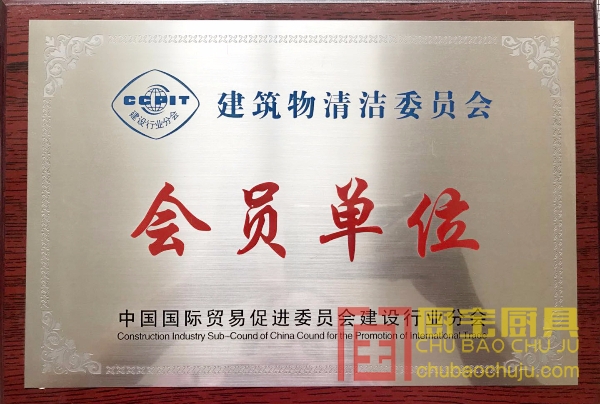 CCPIT
建设行业分会
建筑物清洁委员会
会员单位
中国国际贸易促进委员会建设行业分会
Construction Industry Sub-Cound of China Cound for the Promotion of International Trade
厨宝厨具
CHU BAO CHU JU
chubaochuju.com